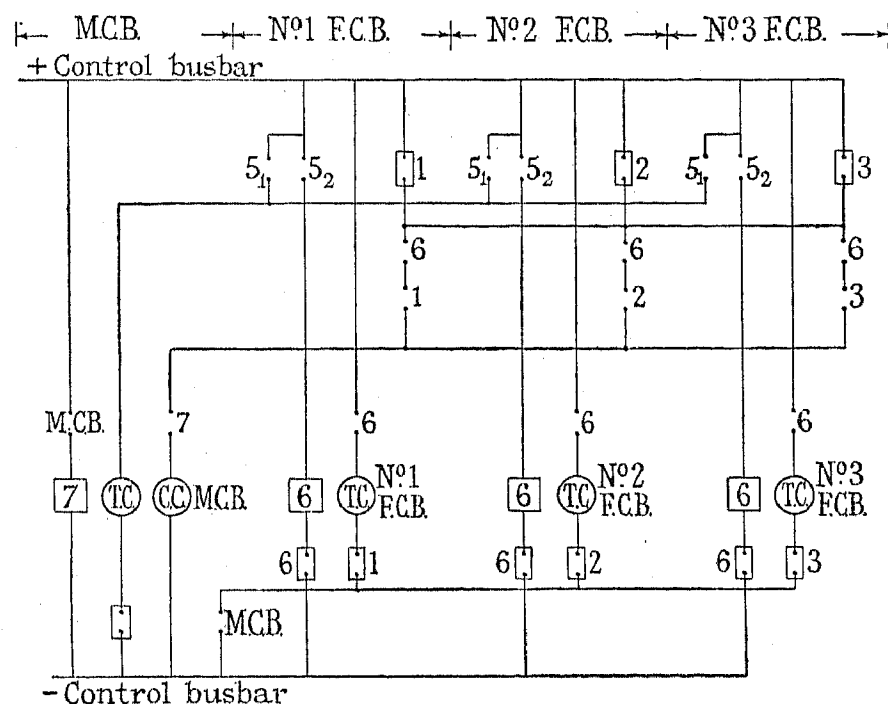 M.C.B. Nº1 F.C.B. Nº2 F.C.B. Nº3 F.C.B.
+ Control busbar
5₁ 5₂ 1 5₁ 5₂ 2 5₁ 5₂ 3
6 6 6
1 2 3
M.C.B. 7 6 6 6
7 T.C. C.C. M.C.B. 6 T.C. Nº1 F.C.B. 6 T.C. Nº2 F.C.B. 6 T.C. Nº3 F.C.B.
6 1 6 2 6 3
M.C.B.
- Control busbar